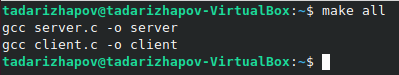 tadarizhapov@tadarizhapov-VirtualBox:~$ make all
gcc server.c -o server
gcc client.c -o client
tadarizhapov@tadarizhapov-VirtualBox:~$